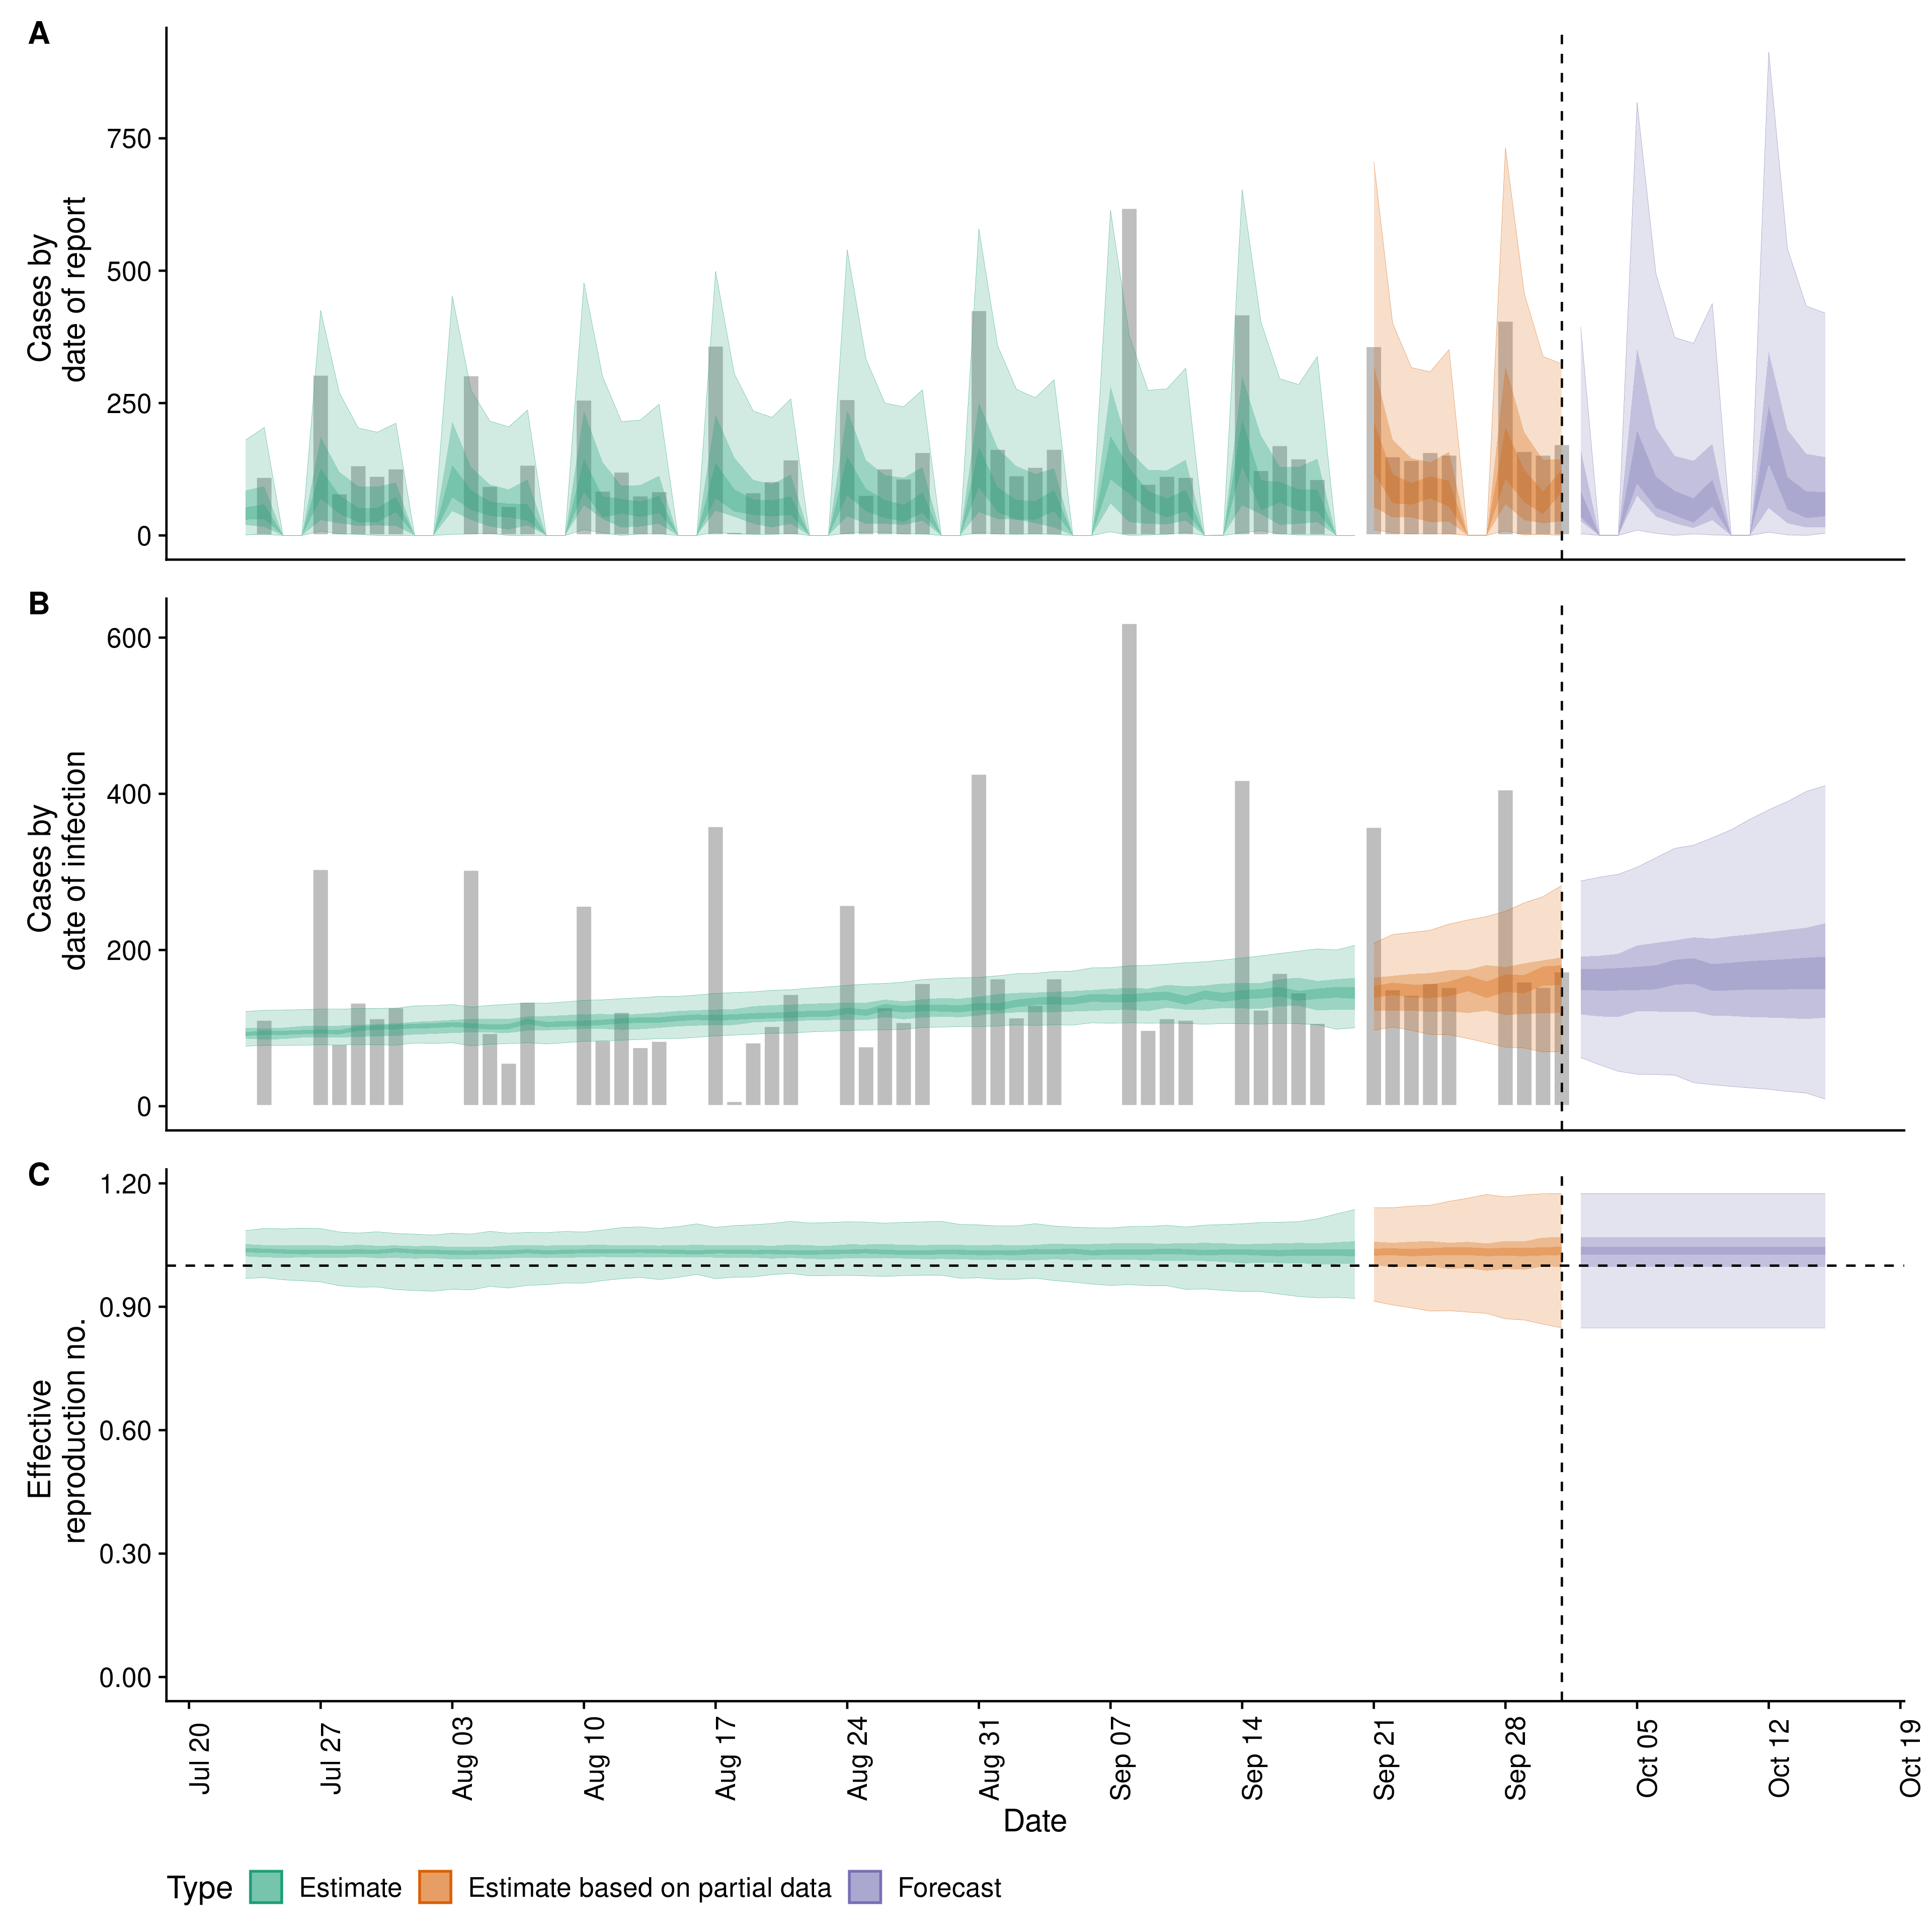 A
Cases by
date of report
750
500
250
0
B
Cases by
date of infection
600
400
200
0
C
Effective
reproduction no.
1.20
0.90
0.60
0.30
0.00
Jul 20
Jul 27
Aug 03
Aug 10
Aug 17
Aug 24
Aug 31
Sep 07
Sep 14
Sep 21
Sep 28
Oct 05
Oct 12
Oct 19
Date
Type Estimate Estimate based on partial data Forecast